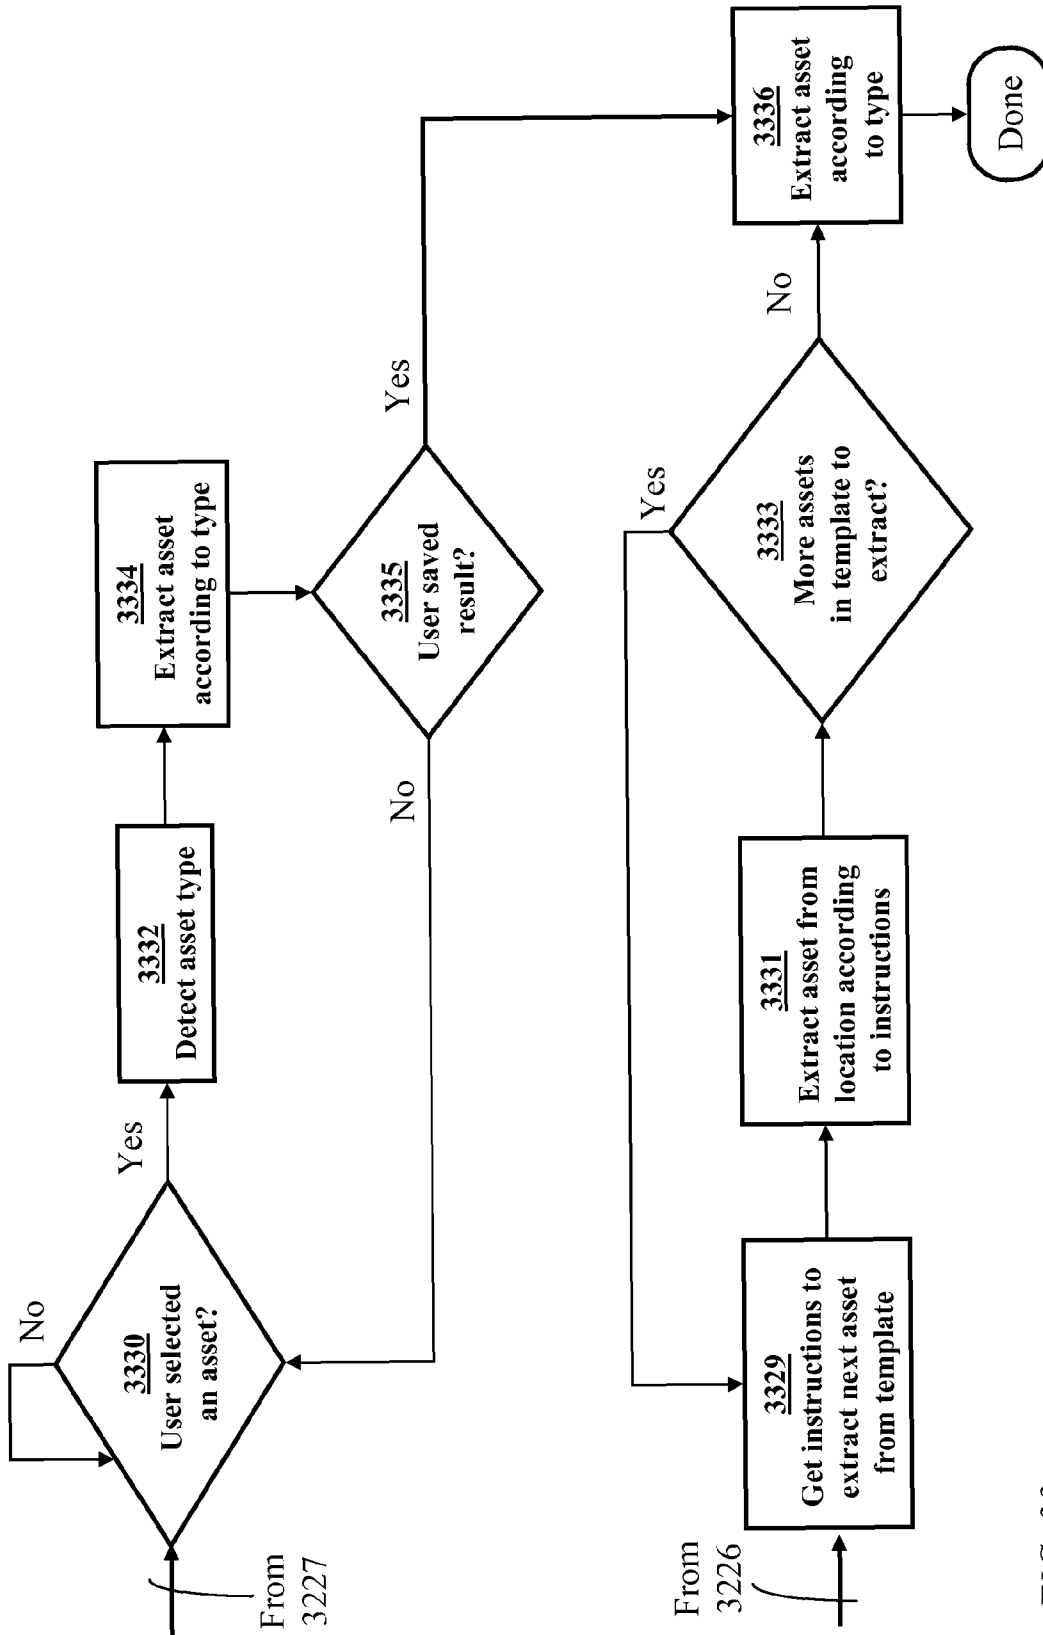 From
3227
No
3330
User selected
an asset?
Yes
3332
Detect asset type
3334
Extract asset
according to type
3335
User saved
result?
No
Yes
From
3226
3329
Get instructions to
extract next asset
from template
3331
Extract asset from
location according
to instructions
3333
More assets
in template to
extract?
Yes
No
3336
Extract asset
according
to type
Done